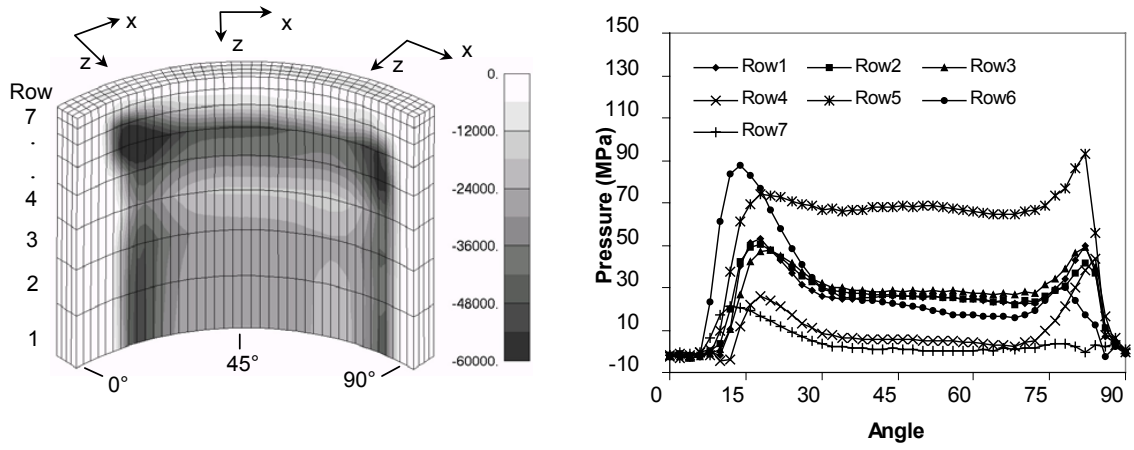 x
z
x
z
x
z
Row
7
.
.
4
3
2
1
0°
45°
90°
0.
-12000.
-24000.
-36000.
-48000.
-60000.
150
130
110
90
70
50
30
10
-10
Pressure (MPa)
Row1 Row2 Row3
Row4 Row5 Row6
Row7
0 15 30 45 60 75 90
Angle